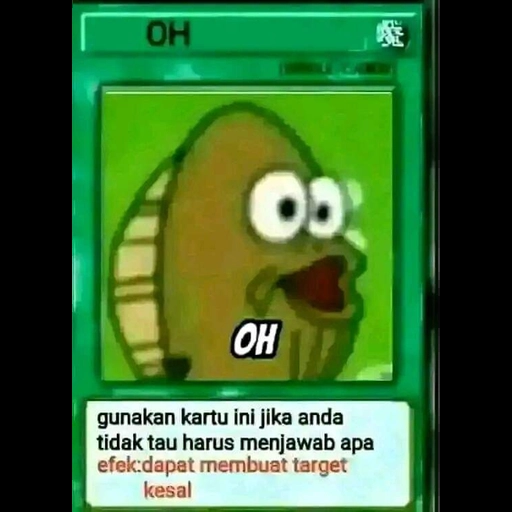 OH
OH
gunakan kartu ini jika anda
tidak tau harus menjawab apa
efek:dapat membuat target
kesal